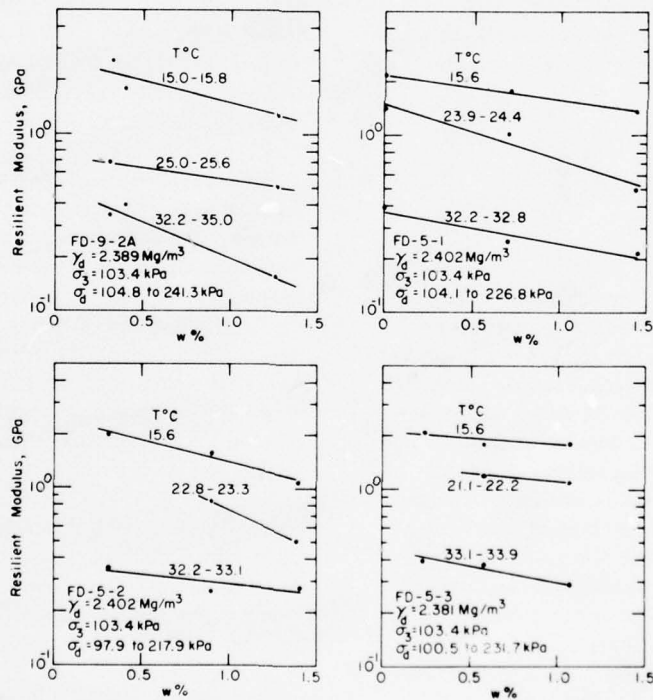 Resilient Modulus, GPa
10⁰
10⁻¹
T°C
15.0-15.8
25.0-25.6
32.2-35.0
FD-9-2A
γd = 2.389 Mg/m³
σ3 = 103.4 kPa
σd = 104.8 to 241.3 kPa
0 0.5 1.0 1.5
w%
10⁰
10⁻¹
T°C
15.6
23.9-24.4
32.2-32.8
FD-5-1
γd = 2.402 Mg/m³
σ3 = 103.4 kPa
σd = 104.1 to 226.8 kPa
0 0.5 1.0 1.5
w%
Resilient Modulus, GPa
10⁰
10⁻¹
T°C
15.6
22.8-23.3
32.2-33.1
FD-5-2
γd = 2.402 Mg/m³
σ3 = 103.4 kPa
σd = 97.9 to 217.9 kPa
0 0.5 1.0 1.5
w%
10⁰
10⁻¹
T°C
15.6
21.1-22.2
33.1-33.9
FD-5-3
γd = 2.381 Mg/m³
σ3 = 103.4 kPa
σd = 100.5 to 231.7 kPa
0 0.5 1.0 1.5
w%